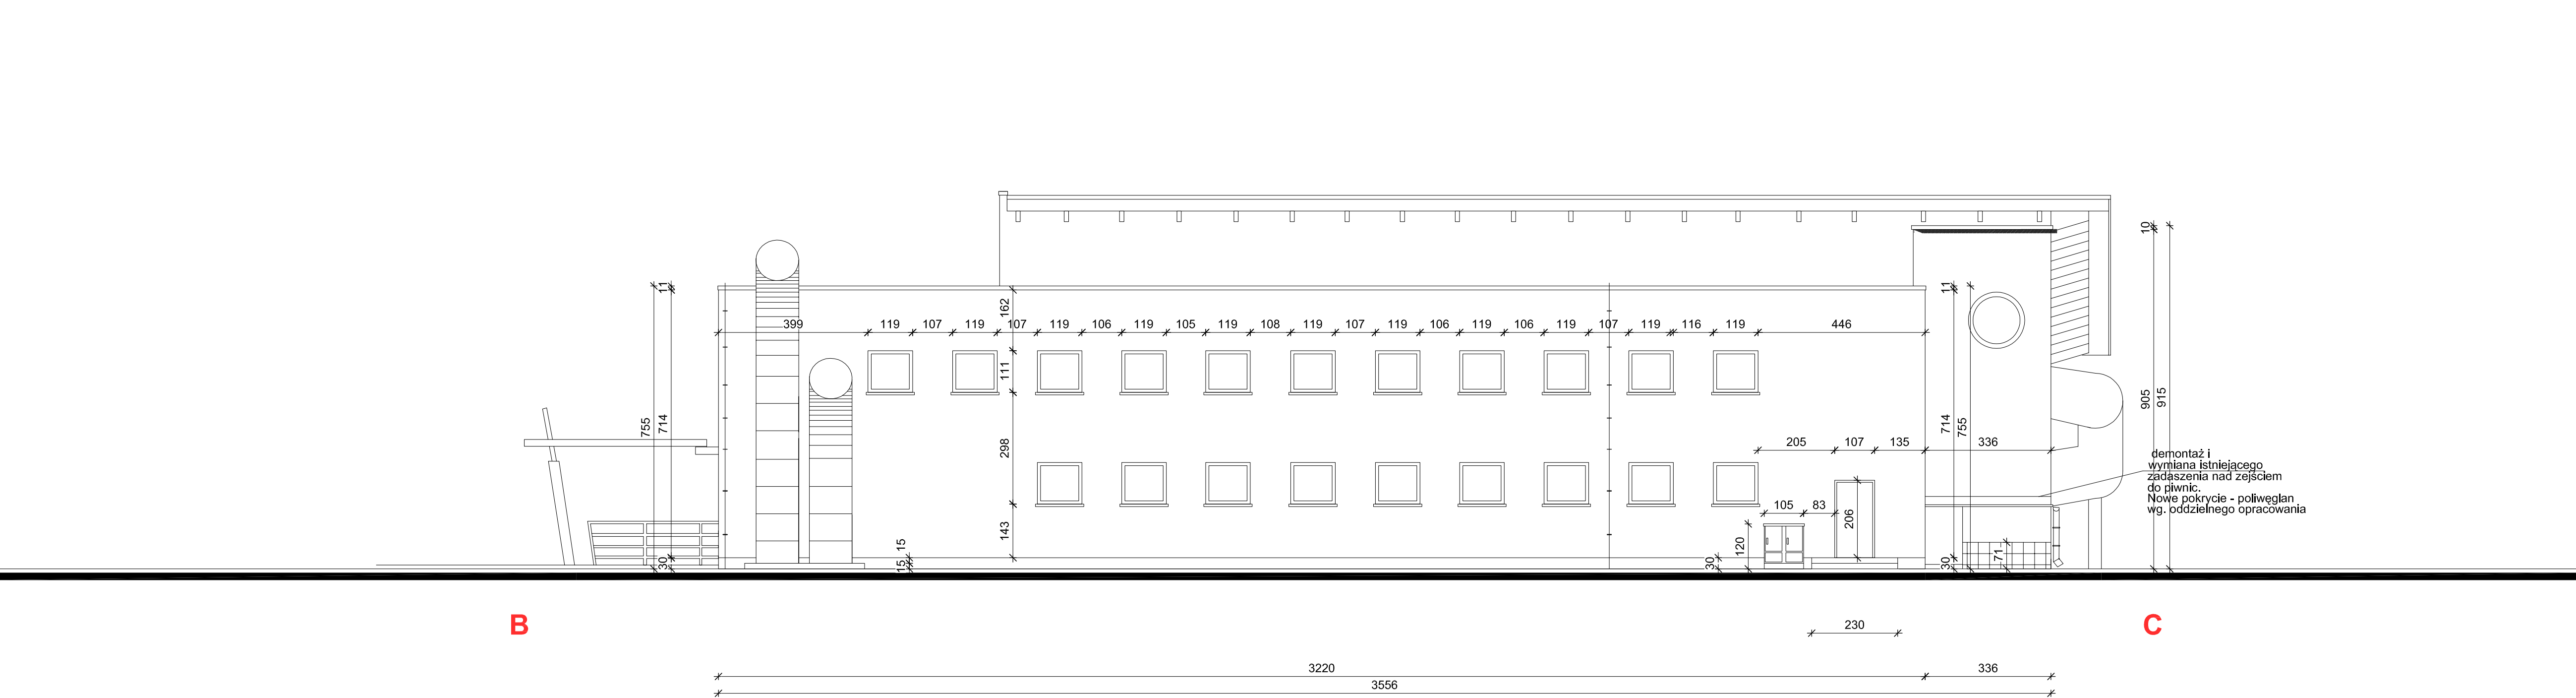 10
905
915
11
755
714
30
162
399 119 107 119 107 119 106 119 105 119 108 119 107 119 106 119 106 119 107 119 116 119 446
111
298
143
15
15
11
714
755
30
205 107 135 336
105 83
206
120
30
71
demontaż i
wymiana istniejącego
zadaszenia nad zejściem
do piwnic.
Nowe pokrycie - poliwęglan
wg. oddzielnego opracowania
B
C
230
3220 336
3556